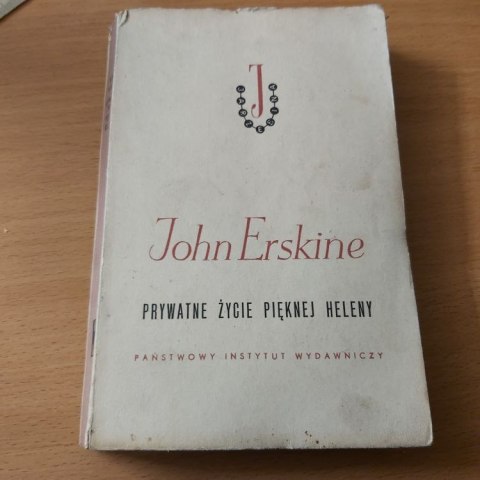 J
John Erskine
PRYWATNE ŻYCIE PIĘKNEJ HELENY
PAŃSTWOWY INSTYTUT WYDAWNICZY